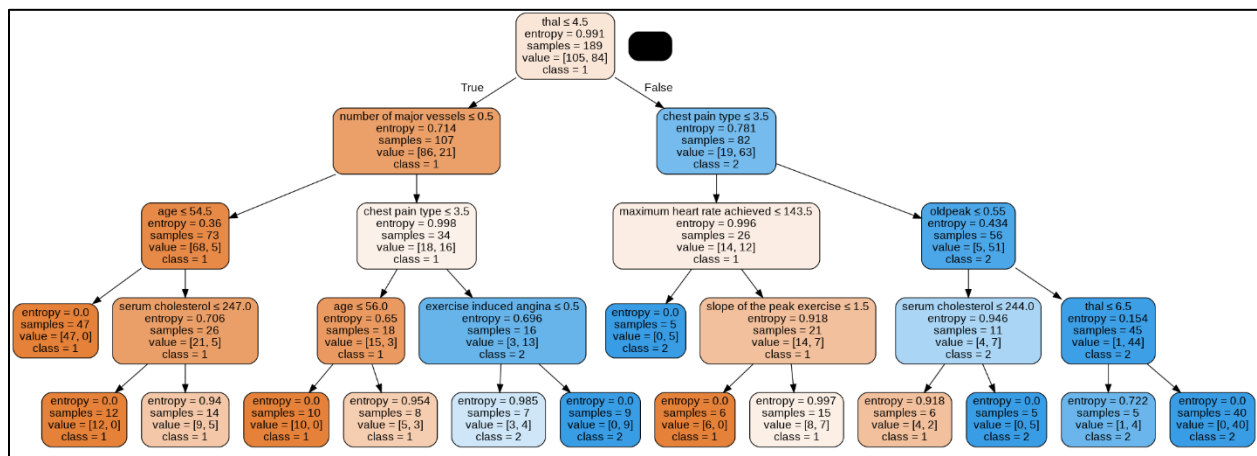 thal ≤ 4.5
entropy = 0.991
samples = 189
value = [105, 84]
class = 1
True
False
number of major vessels ≤ 0.5
entropy = 0.714
samples = 107
value = [86, 21]
class = 1
chest pain type ≤ 3.5
entropy = 0.781
samples = 82
value = [19, 63]
class = 2
age ≤ 54.5
entropy = 0.36
samples = 73
value = [68, 5]
class = 1
chest pain type ≤ 3.5
entropy = 0.998
samples = 34
value = [18, 16]
class = 1
maximum heart rate achieved ≤ 143.5
entropy = 0.996
samples = 26
value = [14, 12]
class = 1
oldpeak ≤ 0.55
entropy = 0.434
samples = 56
value = [5, 51]
class = 2
entropy = 0.0
samples = 47
value = [47, 0]
class = 1
serum cholesterol ≤ 247.0
entropy = 0.706
samples = 26
value = [21, 5]
class = 1
age ≤ 56.0
entropy = 0.65
samples = 18
value = [15, 3]
class = 1
exercise induced angina ≤ 0.5
entropy = 0.696
samples = 16
value = [3, 13]
class = 2
entropy = 0.0
samples = 5
value = [0, 5]
class = 2
slope of the peak exercise ≤ 1.5
entropy = 0.918
samples = 21
value = [14, 7]
class = 1
serum cholesterol ≤ 244.0
entropy = 0.946
samples = 11
value = [4, 7]
class = 2
thal ≤ 6.5
entropy = 0.154
samples = 45
value = [1, 44]
class = 2
entropy = 0.0
samples = 12
value = [12, 0]
class = 1
entropy = 0.94
samples = 14
value = [9, 5]
class = 1
entropy = 0.0
samples = 10
value = [10, 0]
class = 1
entropy = 0.954
samples = 8
value = [5, 3]
class = 1
entropy = 0.985
samples = 7
value = [3, 4]
class = 2
entropy = 0.0
samples = 9
value = [0, 9]
class = 2
entropy = 0.0
samples = 6
value = [6, 0]
class = 1
entropy = 0.997
samples = 15
value = [8, 7]
class = 1
entropy = 0.918
samples = 6
value = [4, 2]
class = 1
entropy = 0.0
samples = 5
value = [0, 5]
class = 2
entropy = 0.722
samples = 5
value = [1, 4]
class = 2
entropy = 0.0
samples = 40
value = [0, 40]
class = 2